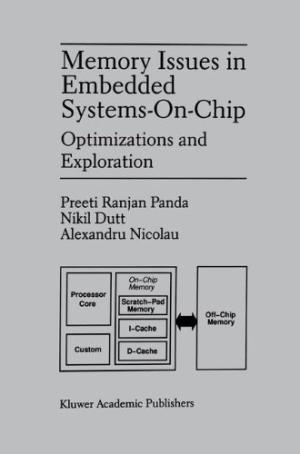 Memory Issues in
Embedded
Systems-On-Chip
Optimizations and
Exploration
Preeti Ranjan Panda
Nikil Dutt
Alexandru Nicolau
Processor
Core
Custom
On-Chip
Memory
Scratch-Pad
Memory
I-Cache
D-Cache
Off-Chip
Memory
Kluwer Academic Publishers